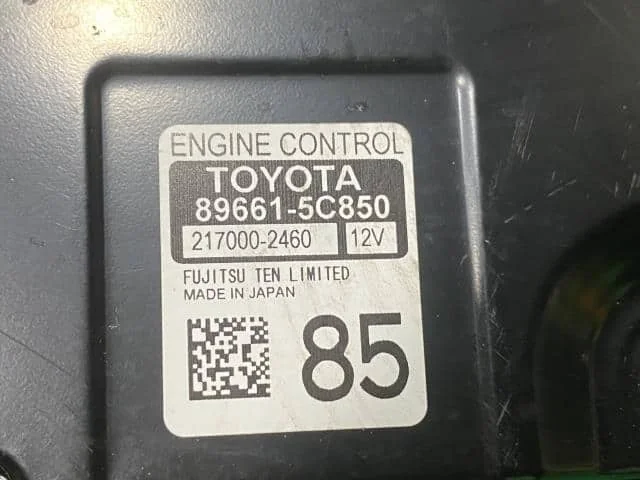 ENGINE CONTROL
TOYOTA
89661-5C850
217000-2460 12V
FUJITSU TEN LIMITED
MADE IN JAPAN
85